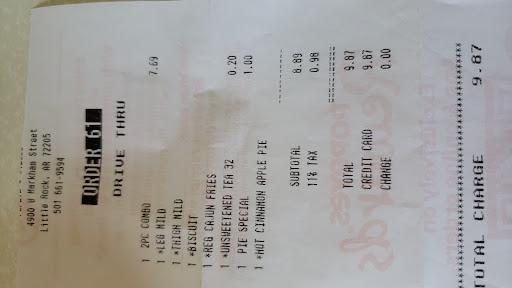 4900 W Markham Street
Little Rock, AR 72205
501 661-9594
ORDER 61
DRIVE THRU
1 2PC COMBO 7.69
1 *LEG MILD
1 *THIGH MILD
1 *BISCUIT
1 *REG CAJUN FRIES
1 *UNSWEETENED TEA 32 0.20
1 PIE SPECIAL 1.00
1 *HOT CINNAMON APPLE PIE
SUBTOTAL 8.89
11% TAX 0.98
TOTAL 9.87
CREDIT CARD 9.87
CHANGE 0.00
TOTAL CHARGE 9.87